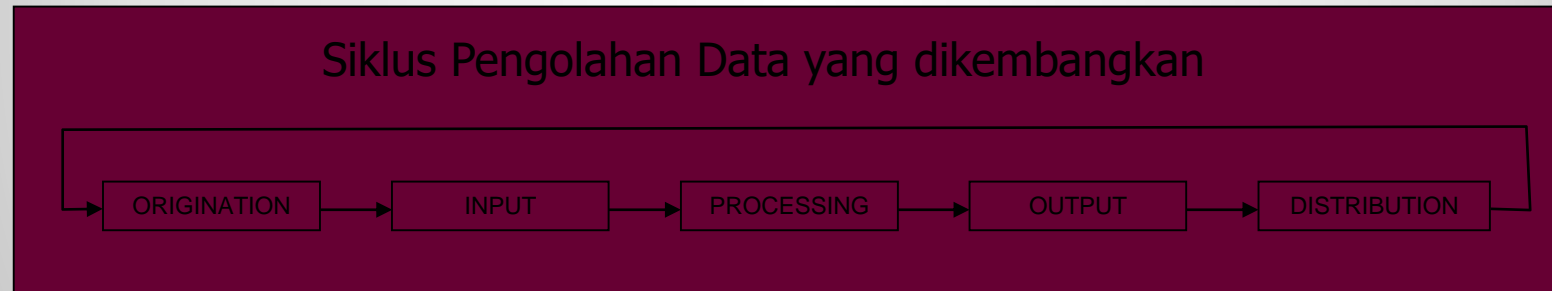 Siklus Pengolahan Data yang dikembangkan
ORIGINATION INPUT PROCESSING OUTPUT DISTRIBUTION